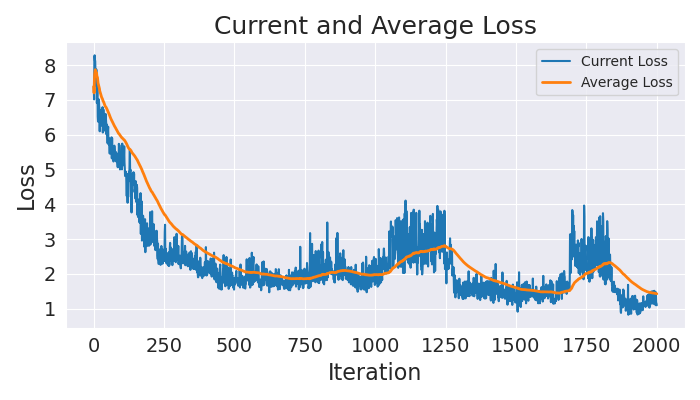 Current and Average Loss
Current Loss
Average Loss
8
7
6
5
4
3
2
1
Loss
0 250 500 750 1000 1250 1500 1750 2000
Iteration